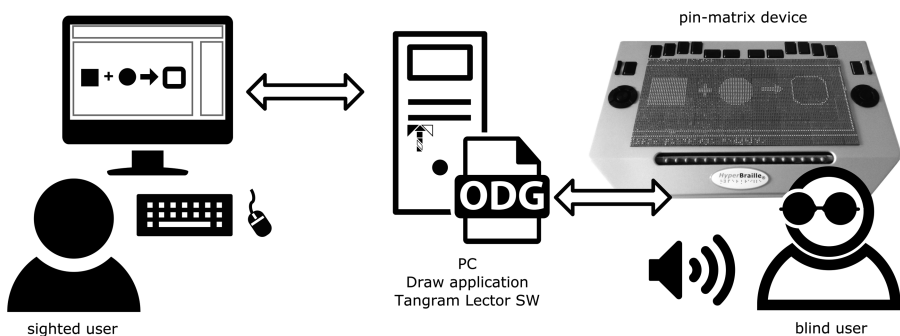 pin-matrix device
HyperBraille
ODG
PC
Draw application
Tangram Lector SW
sighted user
blind user